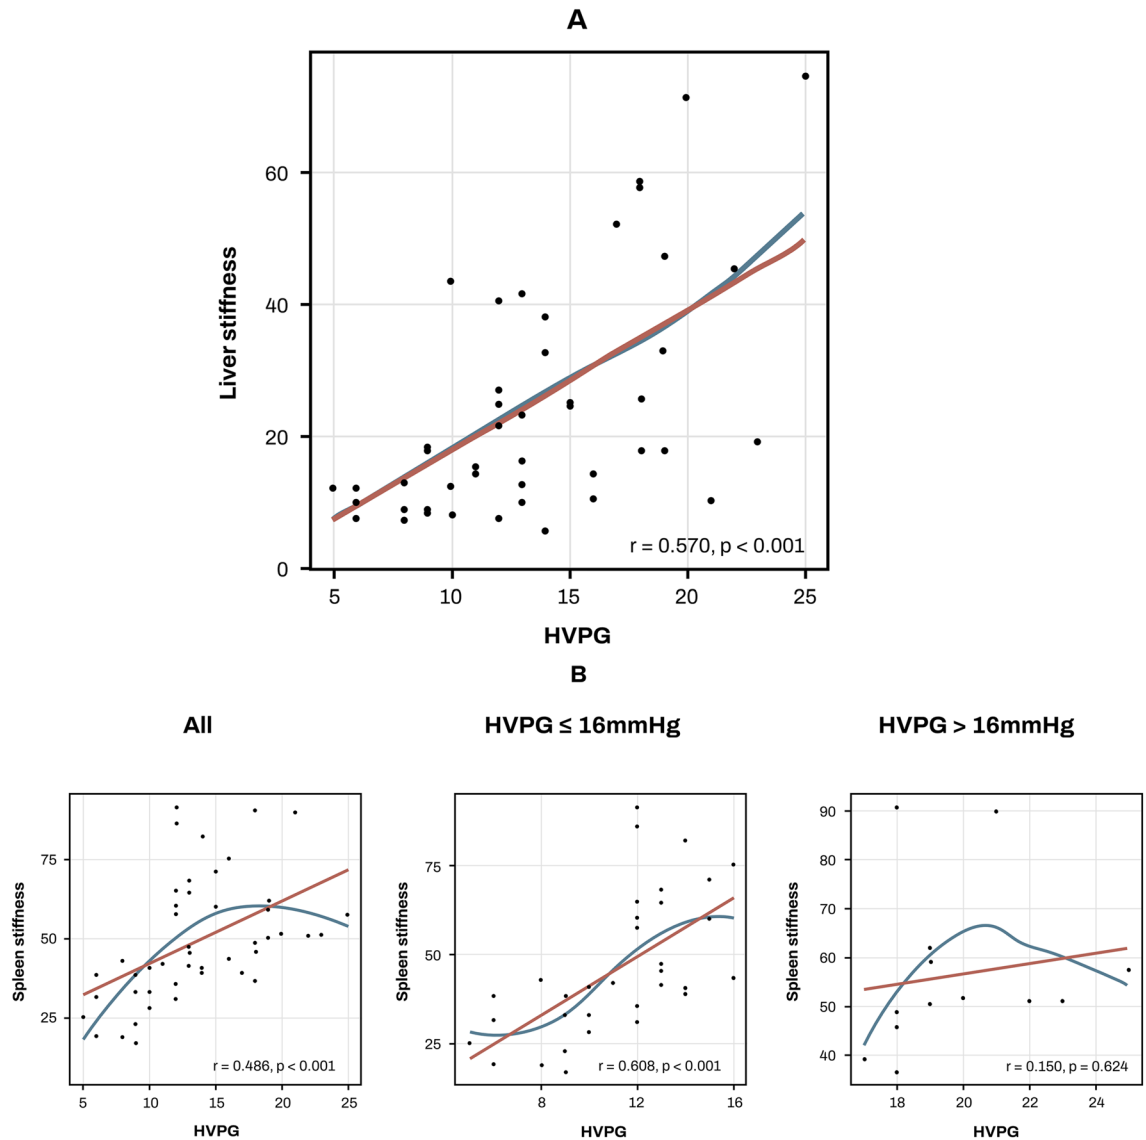 A
Liver stiffness
60
40
20
0
r = 0.570, p < 0.001
5 10 15 20 25
HVPG
B
All
HVPG ≤ 16mmHg
HVPG > 16mmHg
Spleen stiffness
75
50
25
r = 0.486, p < 0.001
5 10 15 20 25
HVPG
Spleen stiffness
75
50
25
r = 0.608, p < 0.001
8 12 16
HVPG
Spleen stiffness
90
80
70
60
50
40
r = 0.150, p = 0.624
18 20 22 24
HVPG